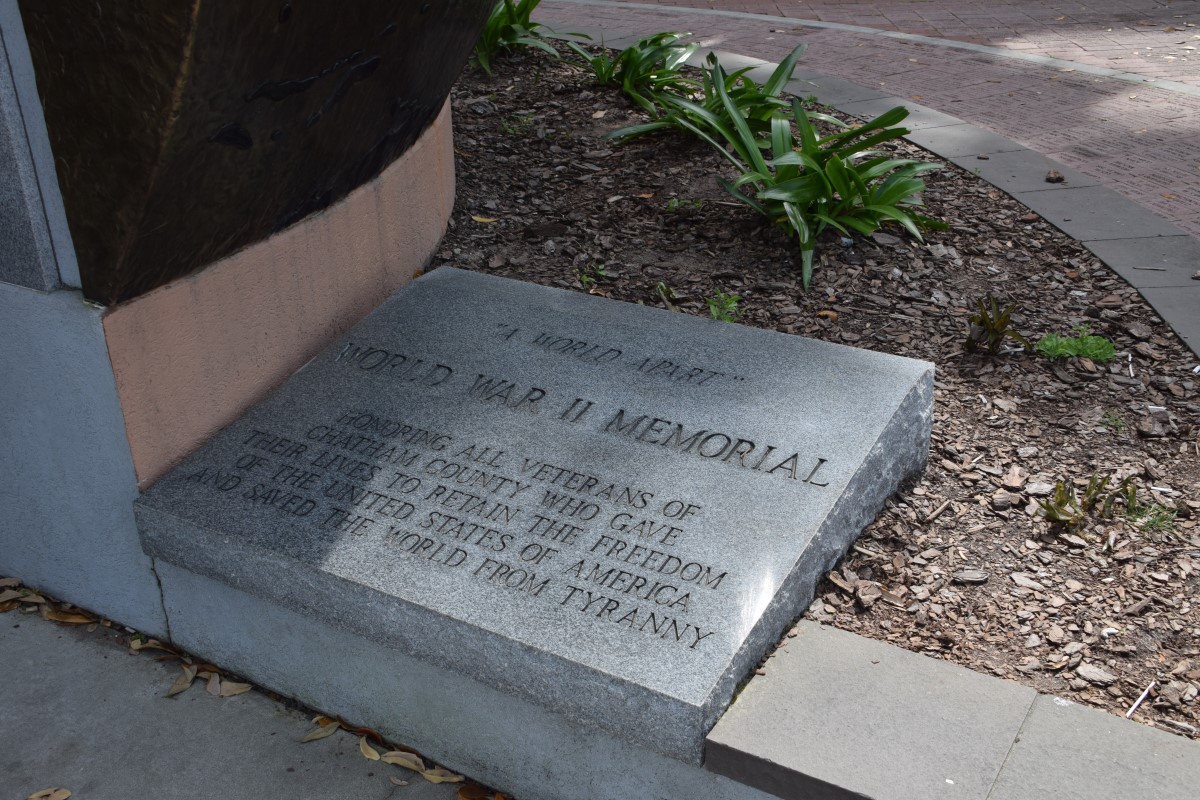 "A WORLD APART"
WORLD WAR II MEMORIAL
HONORING ALL VETERANS OF
CHATHAM COUNTY WHO GAVE
THEIR LIVES TO RETAIN THE FREEDOM
OF THE UNITED STATES OF AMERICA
AND SAVED THE WORLD FROM TYRANNY